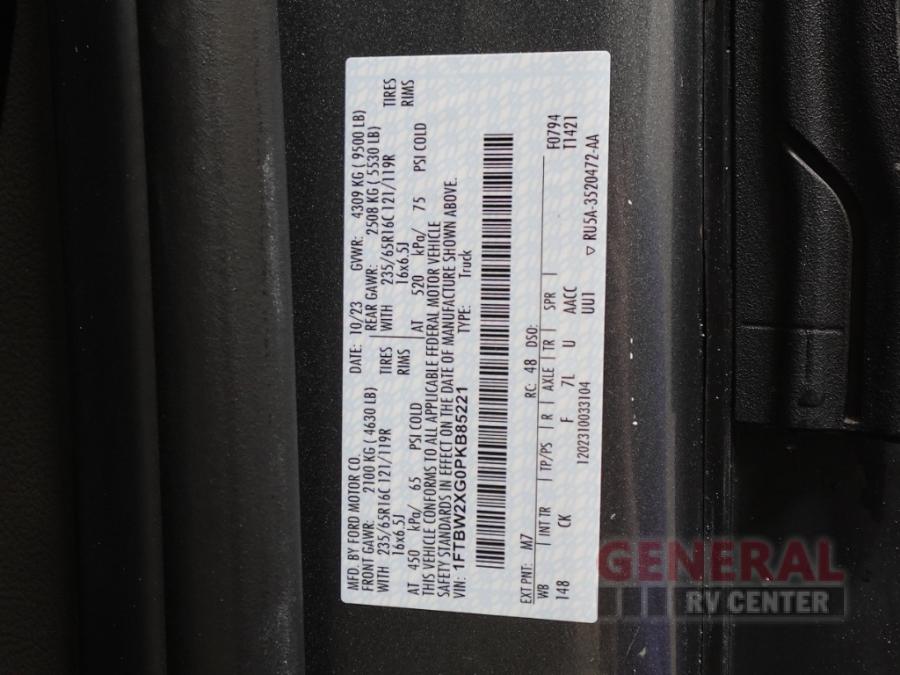 MFD. BY FORD MOTOR CO. DATE: 10/23 GVWR: 4309 KG ( 9500 LB)
FRONT GAWR: 2100 KG ( 4630 LB) REAR GAWR: 2508 KG ( 5530 LB)
WITH 235/65R16C 121/119R TIRES WITH 235/65R16C 121/119R TIRES
16x6.5J RIMS 16x6.5J RIMS
AT 450 kPa/ 65 PSI COLD AT 520 kPa/ 75 PSI COLD
THIS VEHICLE CONFORMS TO ALL APPLICABLE FEDERAL MOTOR VEHICLE
SAFETY STANDARDS IN EFFECT ON THE DATE OF MANUFACTURE SHOWN ABOVE.
VIN: 1FTBW2XG0PKB85221 TYPE: Truck
EXT PNT: M7 RC: 48 DSO: F0794
WB INT TR TP/PS R AXLE TR SPR T1421
148 CK F 7L U AACC
1202310033104 UU1 ▽ RU5A-3520472-AA
GENERAL
RV CENTER